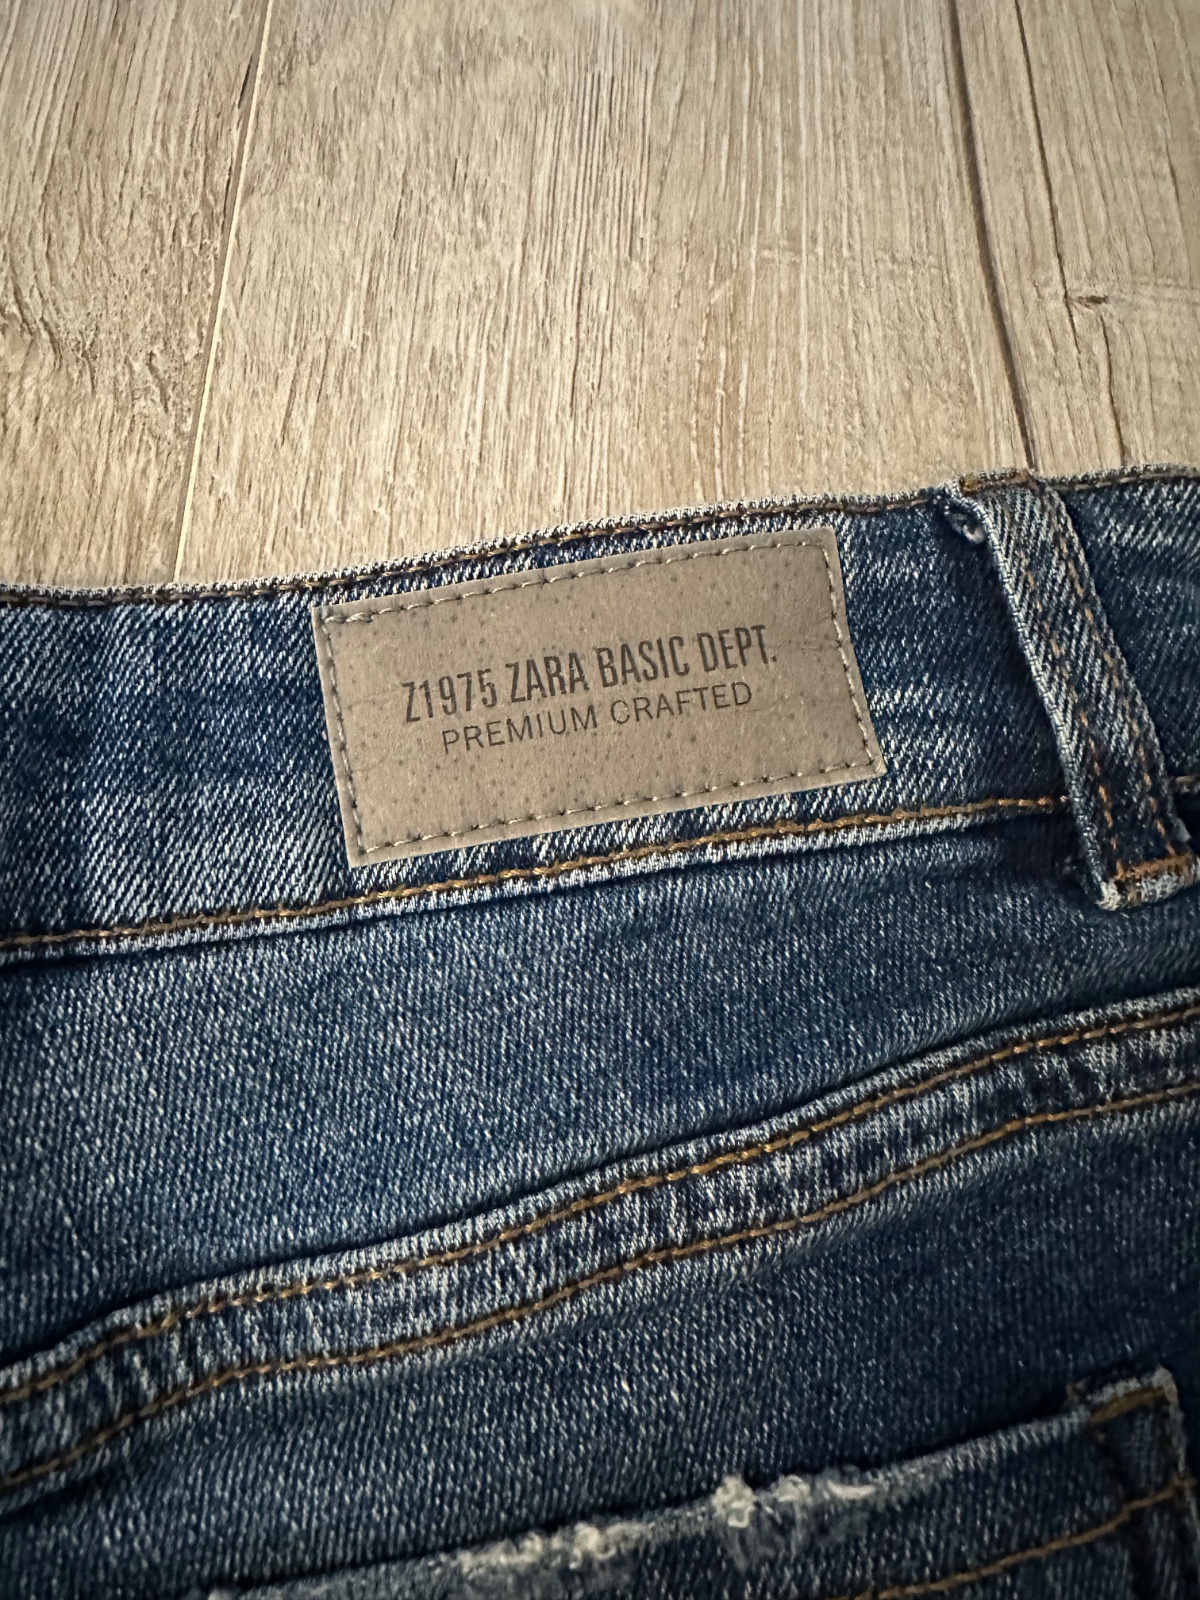 Z1975 ZARA BASIC DEPT.
PREMIUM CRAFTED